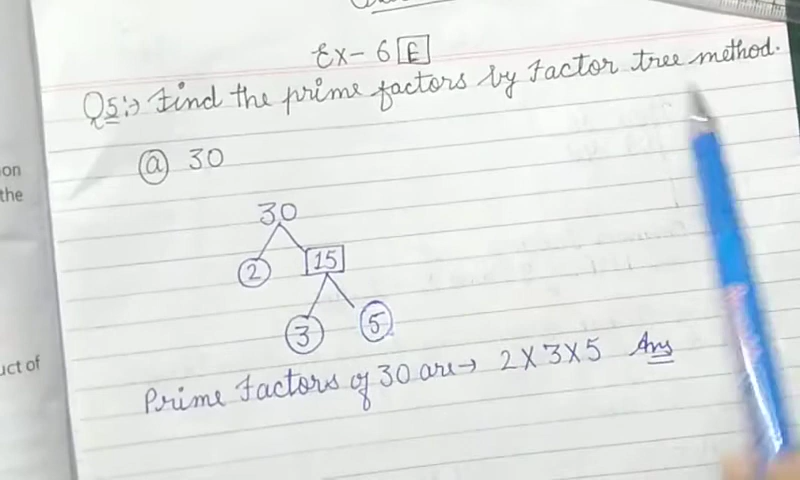 Ex - 6 E
Q5:→ Find the prime factors by Factor tree method.
on
the
(a) 30
30
2 15
3 5
uct of
Prime Factors of 30 are → 2 X 3 X 5 Ans